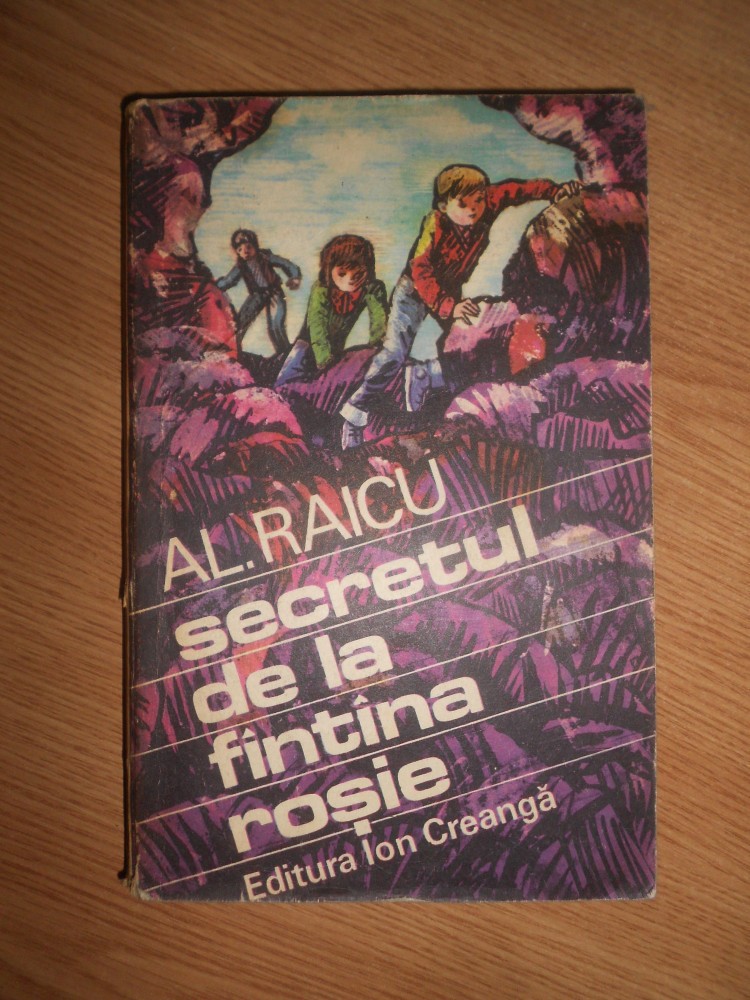 AL. RAICU
secretul
de la
fîntîna
roșie
Editura Ion Creangă